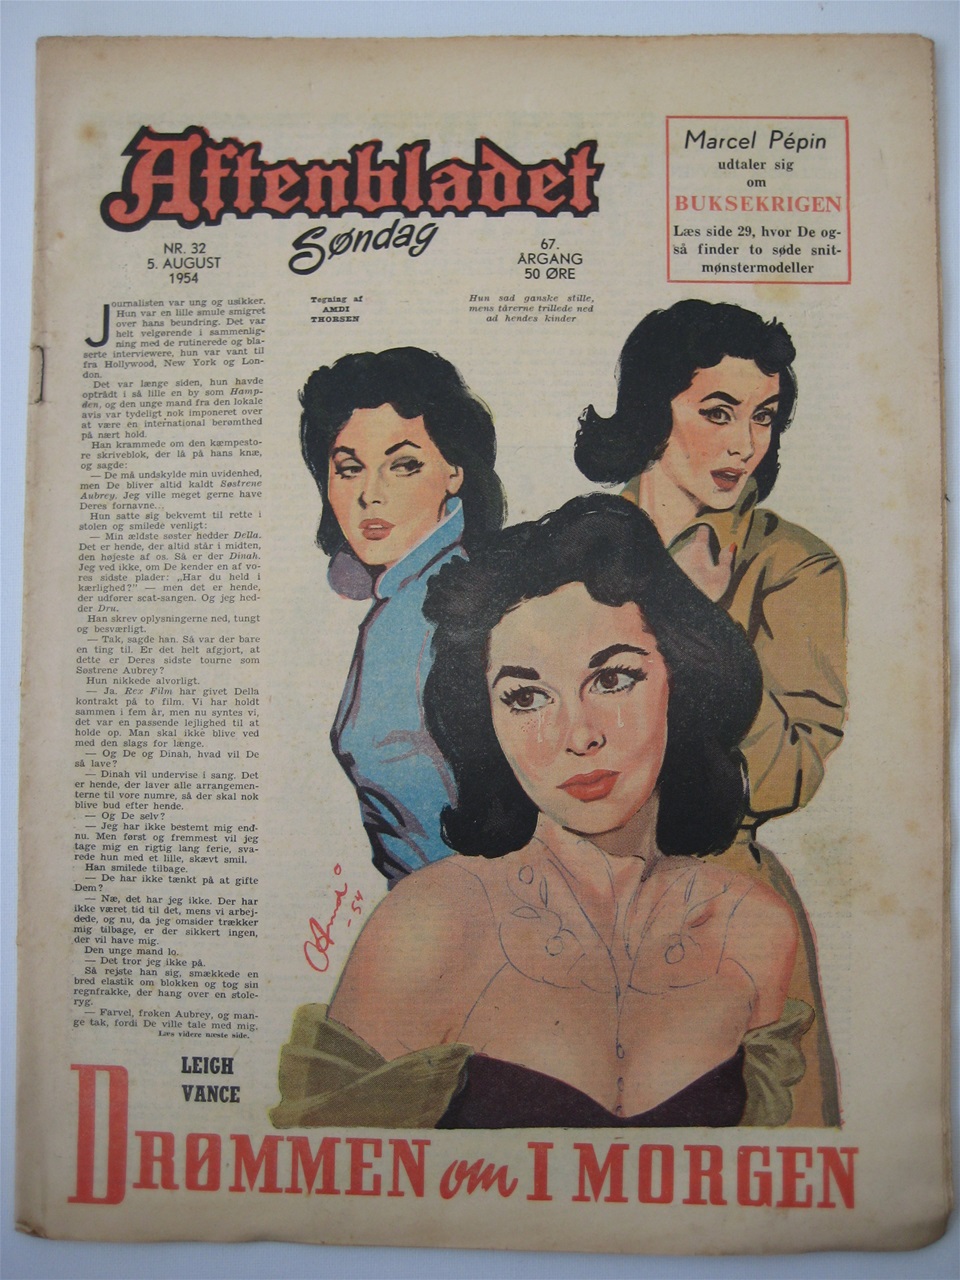 Aftenbladet
Søndag
NR. 32
5. AUGUST
1954
67.
ÅRGANG
50 ØRE
Marcel Pépin
udtaler sig
om
BUKSEKRIGEN
Læs side 29, hvor De og-
så finder to søde snit-
mønstermodeller
Tegning af
AMDI
THORSEN
Hun sad ganske stille,
mens tårerne trillede ned
ad hendes kinder
Journalisten var ung og usikker.
Hun var en lille smule smigret
over hans beundring. Det var
helt velgørende i sammenlig-
ning med de rutinerede og bla-
serte interviewere, hun var vant til
fra Hollywood, New York og Lon-
don.
Det var længe siden, hun havde
optrådt i så lille en by som Hamp-
den, og den unge mand fra den lokale
avis var tydeligt nok imponeret over
at være en international berømthed
på nært hold.
Han krammede om den kæmpesto-
re skriveblok, der lå på hans knæ,
og sagde:
— De må undskylde min uvidenhed,
men De bliver altid kaldt Søstrene
Aubrey. Jeg ville meget gerne have
Deres fornavne...
Hun satte sig bekvemt til rette i
stolen og smilede venligt:
— Min ældste søster hedder Della.
Det er hende, der altid står i midten,
den højeste af os. Så er der Dinah.
Jeg ved ikke, om De kender en af vo-
res sidste plader: „Har du held i
kærlighed?" — men det er hende,
der udfører scat-sangen. Og jeg hed-
der Dru.
Han skrev oplysningerne ned, tungt
og besværligt.
— Tak, sagde han. Så var der bare
en ting til. Er det helt afgjort, at
dette er Deres sidste tourne som
Søstrene Aubrey?
Hun nikkede alvorligt.
— Ja. Rex Film har givet Della
kontrakt på to film. Vi har holdt
sammen i fem år, men nu syntes vi,
det var en passende lejlighed til at
holde op. Man skal ikke blive ved
med den slags for længe.
— Og De og Dinah, hvad vil De
så lave?
— Dinah vil undervise i sang. Det
er hende, der laver alle arrangemen-
terne til vore numre, så der skal nok
blive bud efter hende.
— Og De selv?
— Jeg har ikke bestemt mig end-
nu. Men først og fremmest vil jeg
tage mig en rigtig lang ferie, sva-
rede hun med et lille, skævt smil.
Han smilede tilbage.
— De har ikke tænkt på at gifte
Dem?
— Næ, det har jeg ikke. Der har
ikke været tid til det, mens vi arbej-
dede, og nu, da jeg omsider trækker
mig tilbage, er der sikkert ingen,
der vil have mig.
Den unge mand lo.
— Det tror jeg ikke på.
Så rejste han sig, smækkede en
bred elastik om blokken og tog sin
regnfrakke, der hang over en stole-
ryg.
— Farvel, frøken Aubrey, og man-
ge tak, fordi De ville tale med mig.
Læs videre næste side.
Amdi
-54
LEIGH
VANCE
DRØMMEN om I MORGEN